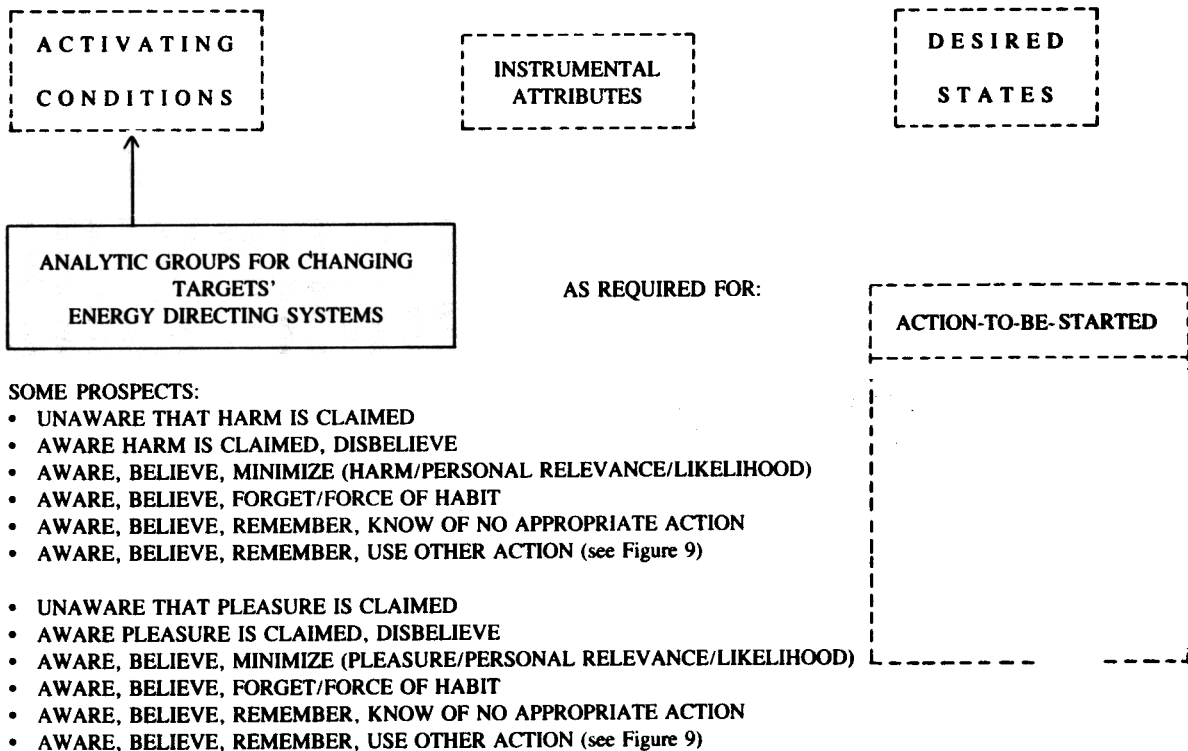 ACTIVATING
CONDITIONS
INSTRUMENTAL
ATTRIBUTES
DESIRED
STATES
ANALYTIC GROUPS FOR CHANGING
TARGETS'
ENERGY DIRECTING SYSTEMS
AS REQUIRED FOR:
ACTION-TO-BE-STARTED
SOME PROSPECTS:
• UNAWARE THAT HARM IS CLAIMED
• AWARE HARM IS CLAIMED, DISBELIEVE
• AWARE, BELIEVE, MINIMIZE (HARM/PERSONAL RELEVANCE/LIKELIHOOD)
• AWARE, BELIEVE, FORGET/FORCE OF HABIT
• AWARE, BELIEVE, REMEMBER, KNOW OF NO APPROPRIATE ACTION
• AWARE, BELIEVE, REMEMBER, USE OTHER ACTION (see Figure 9)
• UNAWARE THAT PLEASURE IS CLAIMED
• AWARE PLEASURE IS CLAIMED, DISBELIEVE
• AWARE, BELIEVE, MINIMIZE (PLEASURE/PERSONAL RELEVANCE/LIKELIHOOD)
• AWARE, BELIEVE, FORGET/FORCE OF HABIT
• AWARE, BELIEVE, REMEMBER, KNOW OF NO APPROPRIATE ACTION
• AWARE, BELIEVE, REMEMBER, USE OTHER ACTION (see Figure 9)